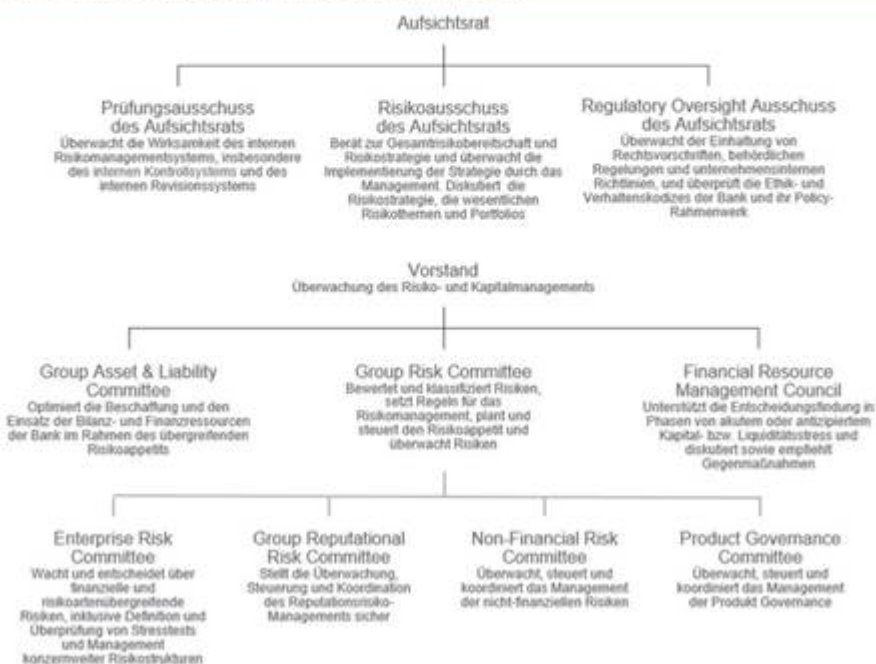 Aufsichtsrat
Prüfungsausschuss
des Aufsichtsrats
Überwacht die Wirksamkeit des internen
Risikomanagementsystems, insbesondere
des internen Kontrollsystems und des
internen Revisionssystems
Risikoausschuss
des Aufsichtsrats
Berät zur Gesamtrisikobereitschaft und
Risikostrategie und überwacht die
Implementierung der Strategie durch das
Management. Diskutiert die
Risikostrategie, die wesentlichen
Risikothemen und Portfolios
Regulatory Oversight Ausschuss
des Aufsichtsrats
Überwacht der Einhaltung von
Rechtsvorschriften, behördlichen
Regelungen und unternehmensinternen
Richtlinien, und überprüft die Ethik- und
Verhaltenskodizes der Bank und ihr Policy-
Rahmenwerk
Vorstand
Überwachung des Risiko- und Kapitalmanagements
Group Asset & Liability
Committee
Optimiert die Beschaffung und den
Einsatz der Bilanz- und Finanzressourcen
der Bank im Rahmen des übergreifenden
Risikoappetits
Group Risk Committee
Bewertet und klassifiziert Risiken,
setzt Regeln für das
Risikomanagement, plant und
steuert den Risikoappetit und
überwacht Risiken
Financial Resource
Management Council
Unterstützt die Entscheidungsfindung in
Phasen von akutem oder antizipiertem
Kapital- bzw. Liquiditätsstress und
diskutiert sowie empfiehlt
Gegenmaßnahmen
Enterprise Risk
Committee
Wacht und entscheidet über
finanzielle und
risikoartenübergreifende
Risiken, inklusive Definition und
Überprüfung von Stresstests
und Management
konzernweiter Risikostrukturen
Group Reputational
Risk Committee
Stellt die Überwachung,
Steuerung und Koordination
des Reputationsrisiko-
Managements sicher
Non-Financial Risk
Committee
Überwacht, steuert und
koordiniert das Management
der nicht-finanziellen Risiken
Product Governance
Committee
Überwacht, steuert und
koordiniert das Management
der Produkt Governance